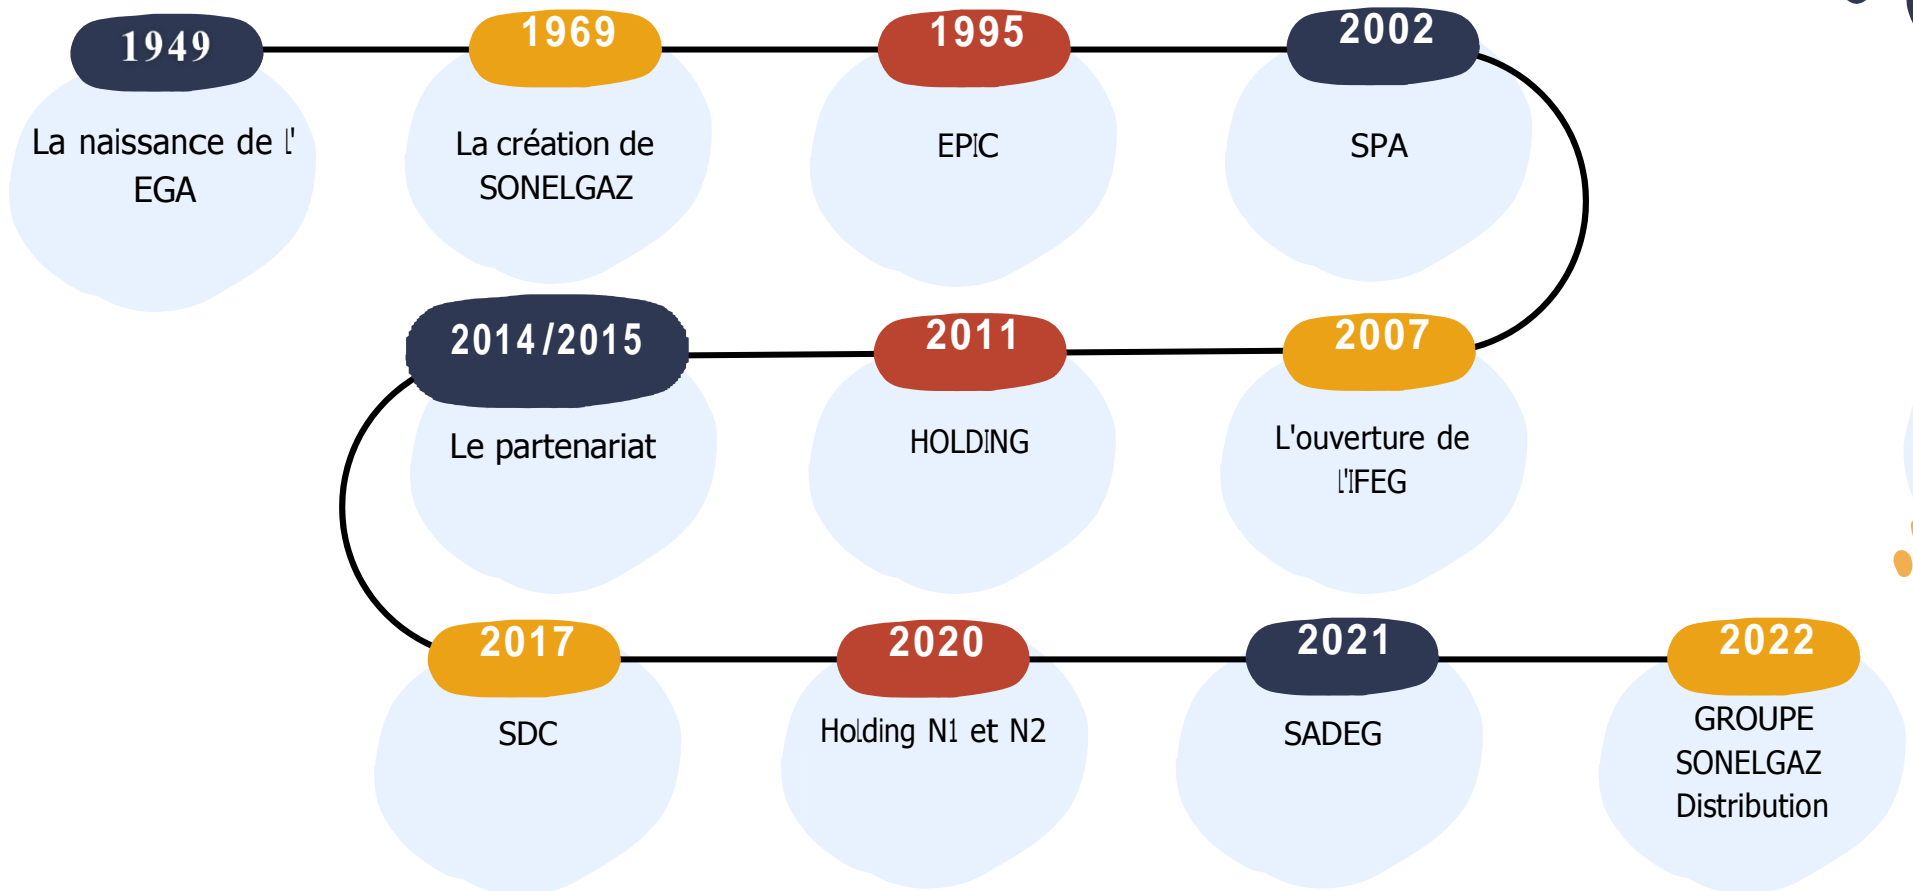 1949
La naissance de l'
EGA
1969
La création de
SONELGAZ
1995
EPIC
2002
SPA
2007
L'ouverture de
l'IFEG
2011
HOLDING
2014/2015
Le partenariat
2017
SDC
2020
Holding N1 et N2
2021
SADEG
2022
GROUPE
SONELGAZ
Distribution